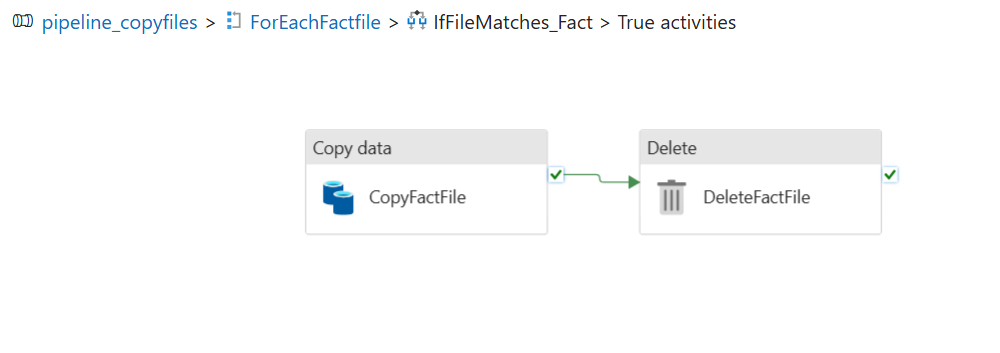 pipeline_copyfiles > ForEachFactfile > IfFileMatches_Fact > True activities
Copy data
CopyFactFile
Delete
DeleteFactFile